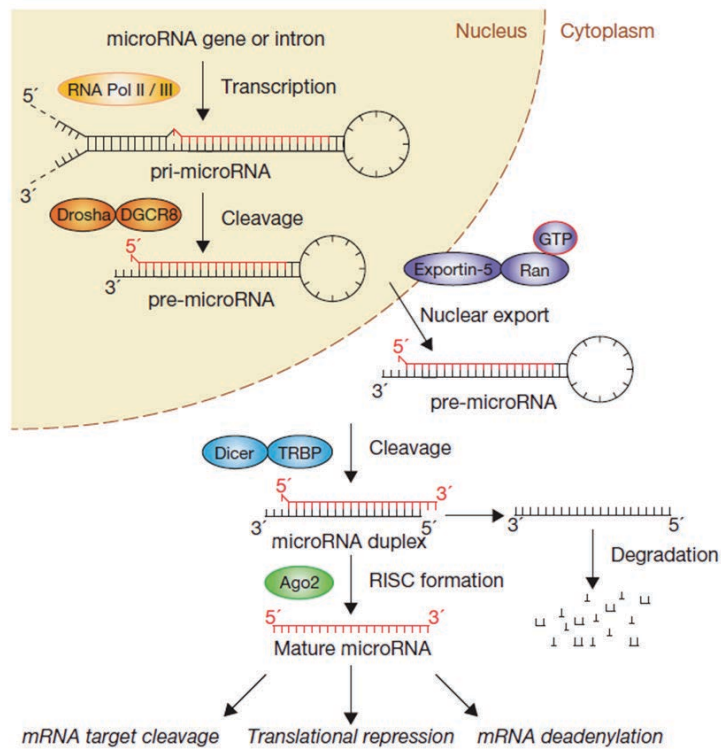 microRNA gene or intron
Nucleus
Cytoplasm
RNA Pol II / III
Transcription
5´
3´
pri-microRNA
Drosha
DGCR8
Cleavage
5´
3´
pre-microRNA
GTP
Exportin-5
Ran
Nuclear export
5´
3´
pre-microRNA
Dicer
TRBP
Cleavage
5´
3´
3´
5´
microRNA duplex
3´
5´
Degradation
Ago2
RISC formation
5´
3´
Mature microRNA
mRNA target cleavage
Translational repression
mRNA deadenylation